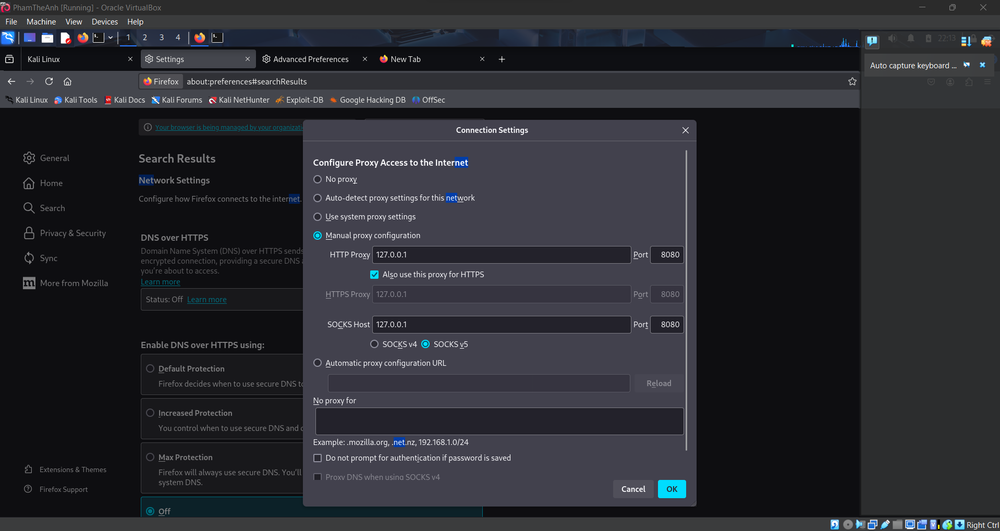 PhamTheAnh [Running] - Oracle VirtualBox
File Machine View Devices Help
1 2 3 4
22:13
Kali Linux
Settings
Advanced Preferences
New Tab
Auto capture keyboard ...
Firefox about:preferences#searchResults
Kali Linux Kali Tools Kali Docs Kali Forums Kali NetHunter Exploit-DB Google Hacking DB OffSec
Your browser is being managed by your
General
Home
Search
Privacy & Security
Sync
More from Mozilla
Extensions & Themes
Firefox Support
Search Results
Network Settings
Configure how Firefox connects to the internet.
DNS over HTTPS
Domain Name System (DNS) over HTTPS sends
encrypted connection, providing a secure DNS
you're about to access.
Learn more
Status: Off Learn more
Enable DNS over HTTPS using:
Default Protection
Firefox decides when to use secure DNS to
Increased Protection
You control when to use secure DNS and
Max Protection
Firefox will always use secure DNS. You'll
system DNS.
Off
Connection Settings
Configure Proxy Access to the Internet
No proxy
Auto-detect proxy settings for this network
Use system proxy settings
Manual proxy configuration
HTTP Proxy 127.0.0.1 Port 8080
Also use this proxy for HTTPS
HTTPS Proxy 127.0.0.1 Port 8080
SOCKS Host 127.0.0.1 Port 8080
SOCKS v4 SOCKS v5
Automatic proxy configuration URL
Reload
No proxy for
Example: .mozilla.org, .net.nz, 192.168.1.0/24
Do not prompt for authentication if password is saved
Proxy DNS when using SOCKS v4
Cancel OK
Right Ctrl